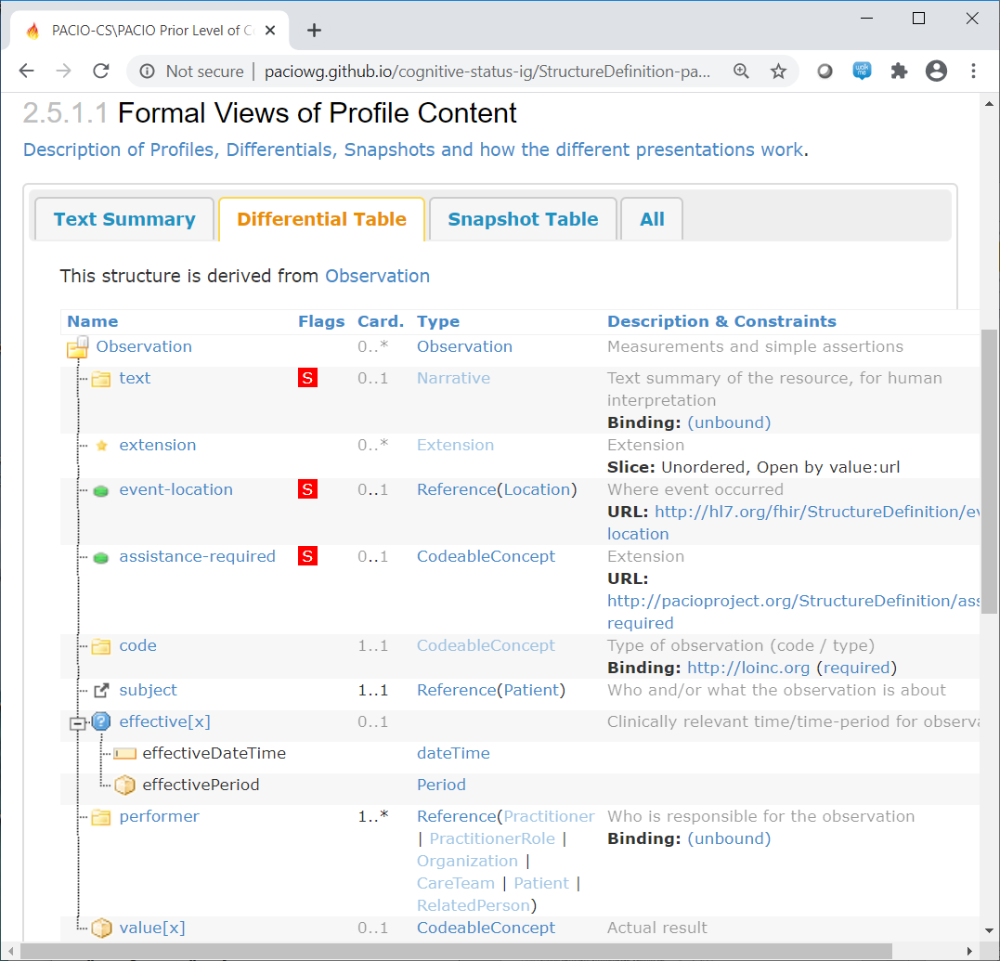 PACIO-CS\PACIO Prior Level of C
Not secure | paciowg.github.io/cognitive-status-ig/StructureDefinition-pa...
2.5.1.1 Formal Views of Profile Content
Description of Profiles, Differentials, Snapshots and how the different presentations work.
Text Summary Differential Table Snapshot Table All
This structure is derived from Observation
Name Flags Card. Type Description & Constraints
Observation 0..* Observation Measurements and simple assertions
text S 0..1 Narrative Text summary of the resource, for human
interpretation
Binding: (unbound)
extension 0..* Extension Extension
Slice: Unordered, Open by value:url
event-location S 0..1 Reference(Location) Where event occurred
URL: http://hl7.org/fhir/StructureDefinition/ev
location
assistance-required S 0..1 CodeableConcept Extension
URL:
http://pacioproject.org/StructureDefinition/ass
required
code 1..1 CodeableConcept Type of observation (code / type)
Binding: http://loinc.org (required)
subject 1..1 Reference(Patient) Who and/or what the observation is about
effective[x] 0..1 Clinically relevant time/time-period for observa
effectiveDateTime dateTime
effectivePeriod Period
performer 1..* Reference(Practitioner Who is responsible for the observation
| PractitionerRole | Binding: (unbound)
Organization |
CareTeam | Patient |
RelatedPerson)
value[x] 0..1 CodeableConcept Actual result